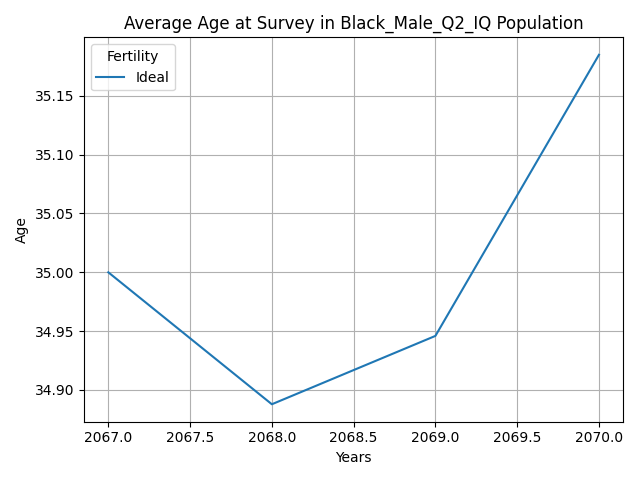 Average Age at Survey in Black_Male_Q2_IQ Population
Fertility
Ideal
35.15
35.10
35.05
35.00
34.95
34.90
Age
2067.0 2067.5 2068.0 2068.5 2069.0 2069.5 2070.0
Years